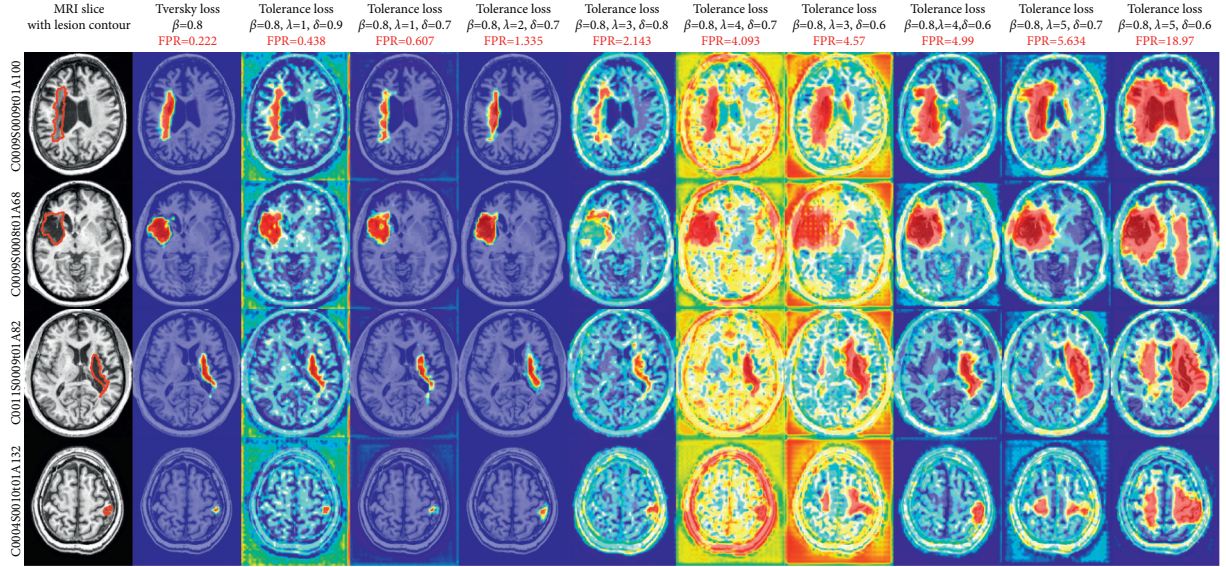 MRI slice
with lesion contour
Tversky loss
β=0.8
FPR=0.222
Tolerance loss
β=0.8, λ=1, δ=0.9
FPR=0.438
Tolerance loss
β=0.8, λ=1, δ=0.7
FPR=0.607
Tolerance loss
β=0.8, λ=2, δ=0.7
FPR=1.335
Tolerance loss
β=0.8, λ=3, δ=0.8
FPR=2.143
Tolerance loss
β=0.8, λ=4, δ=0.7
FPR=4.093
Tolerance loss
β=0.8, λ=3, δ=0.6
FPR=4.57
Tolerance loss
β=0.8,λ=4,δ=0.6
FPR=4.99
Tolerance loss
β=0.8, λ=5, δ=0.7
FPR=5.634
Tolerance loss
β=0.8, λ=5, δ=0.6
FPR=18.97
C0009S0009t01A100
C0009S0008t01A68
C0011S0009t01A82
C0004S0010t01A132